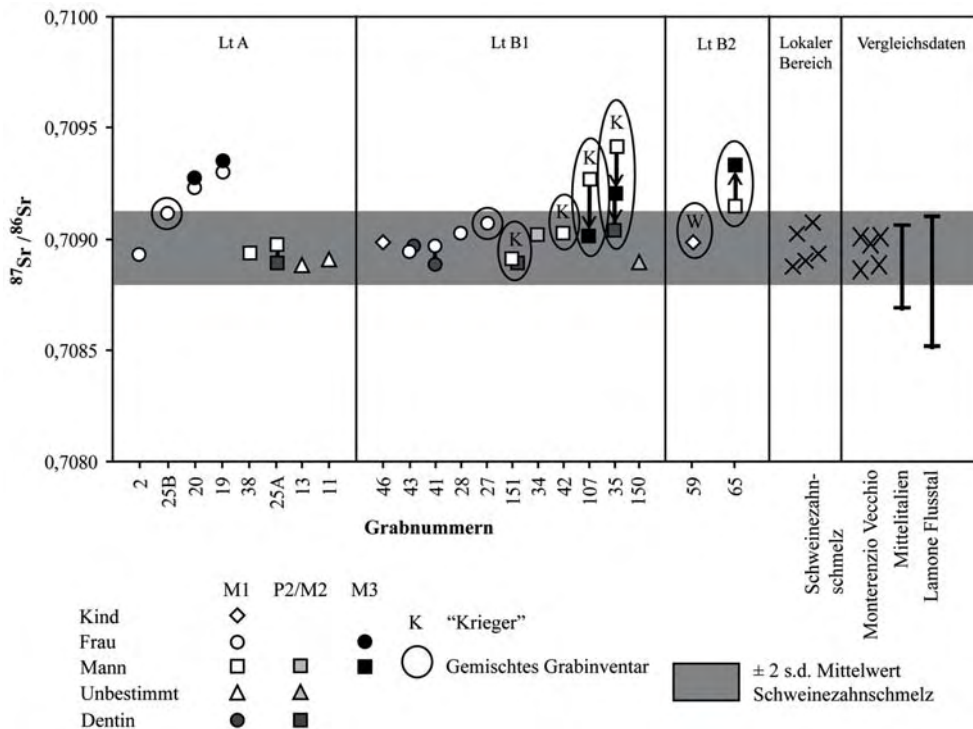 0,7100
0,7095
0,7090
0,7085
0,7080
⁸⁷Sr /⁸⁶Sr
Lt A
Lt B1
Lt B2
Lokaler
Bereich
Vergleichsdaten
K
K
K
K
W
2
25B
20
19
38
25A
13
11
46
43
41
28
27
151
34
42
107
35
150
59
65
Schweinezahn-
schmelz
Monterenzio Vecchio
Mittelitalien
Lamone Flusstal
Grabnummern
M1 P2/M2 M3
Kind
Frau
Mann
Unbestimmt
Dentin
K "Krieger"
Gemischtes Grabinventar
± 2 s.d. Mittelwert
Schweinezahnschmelz